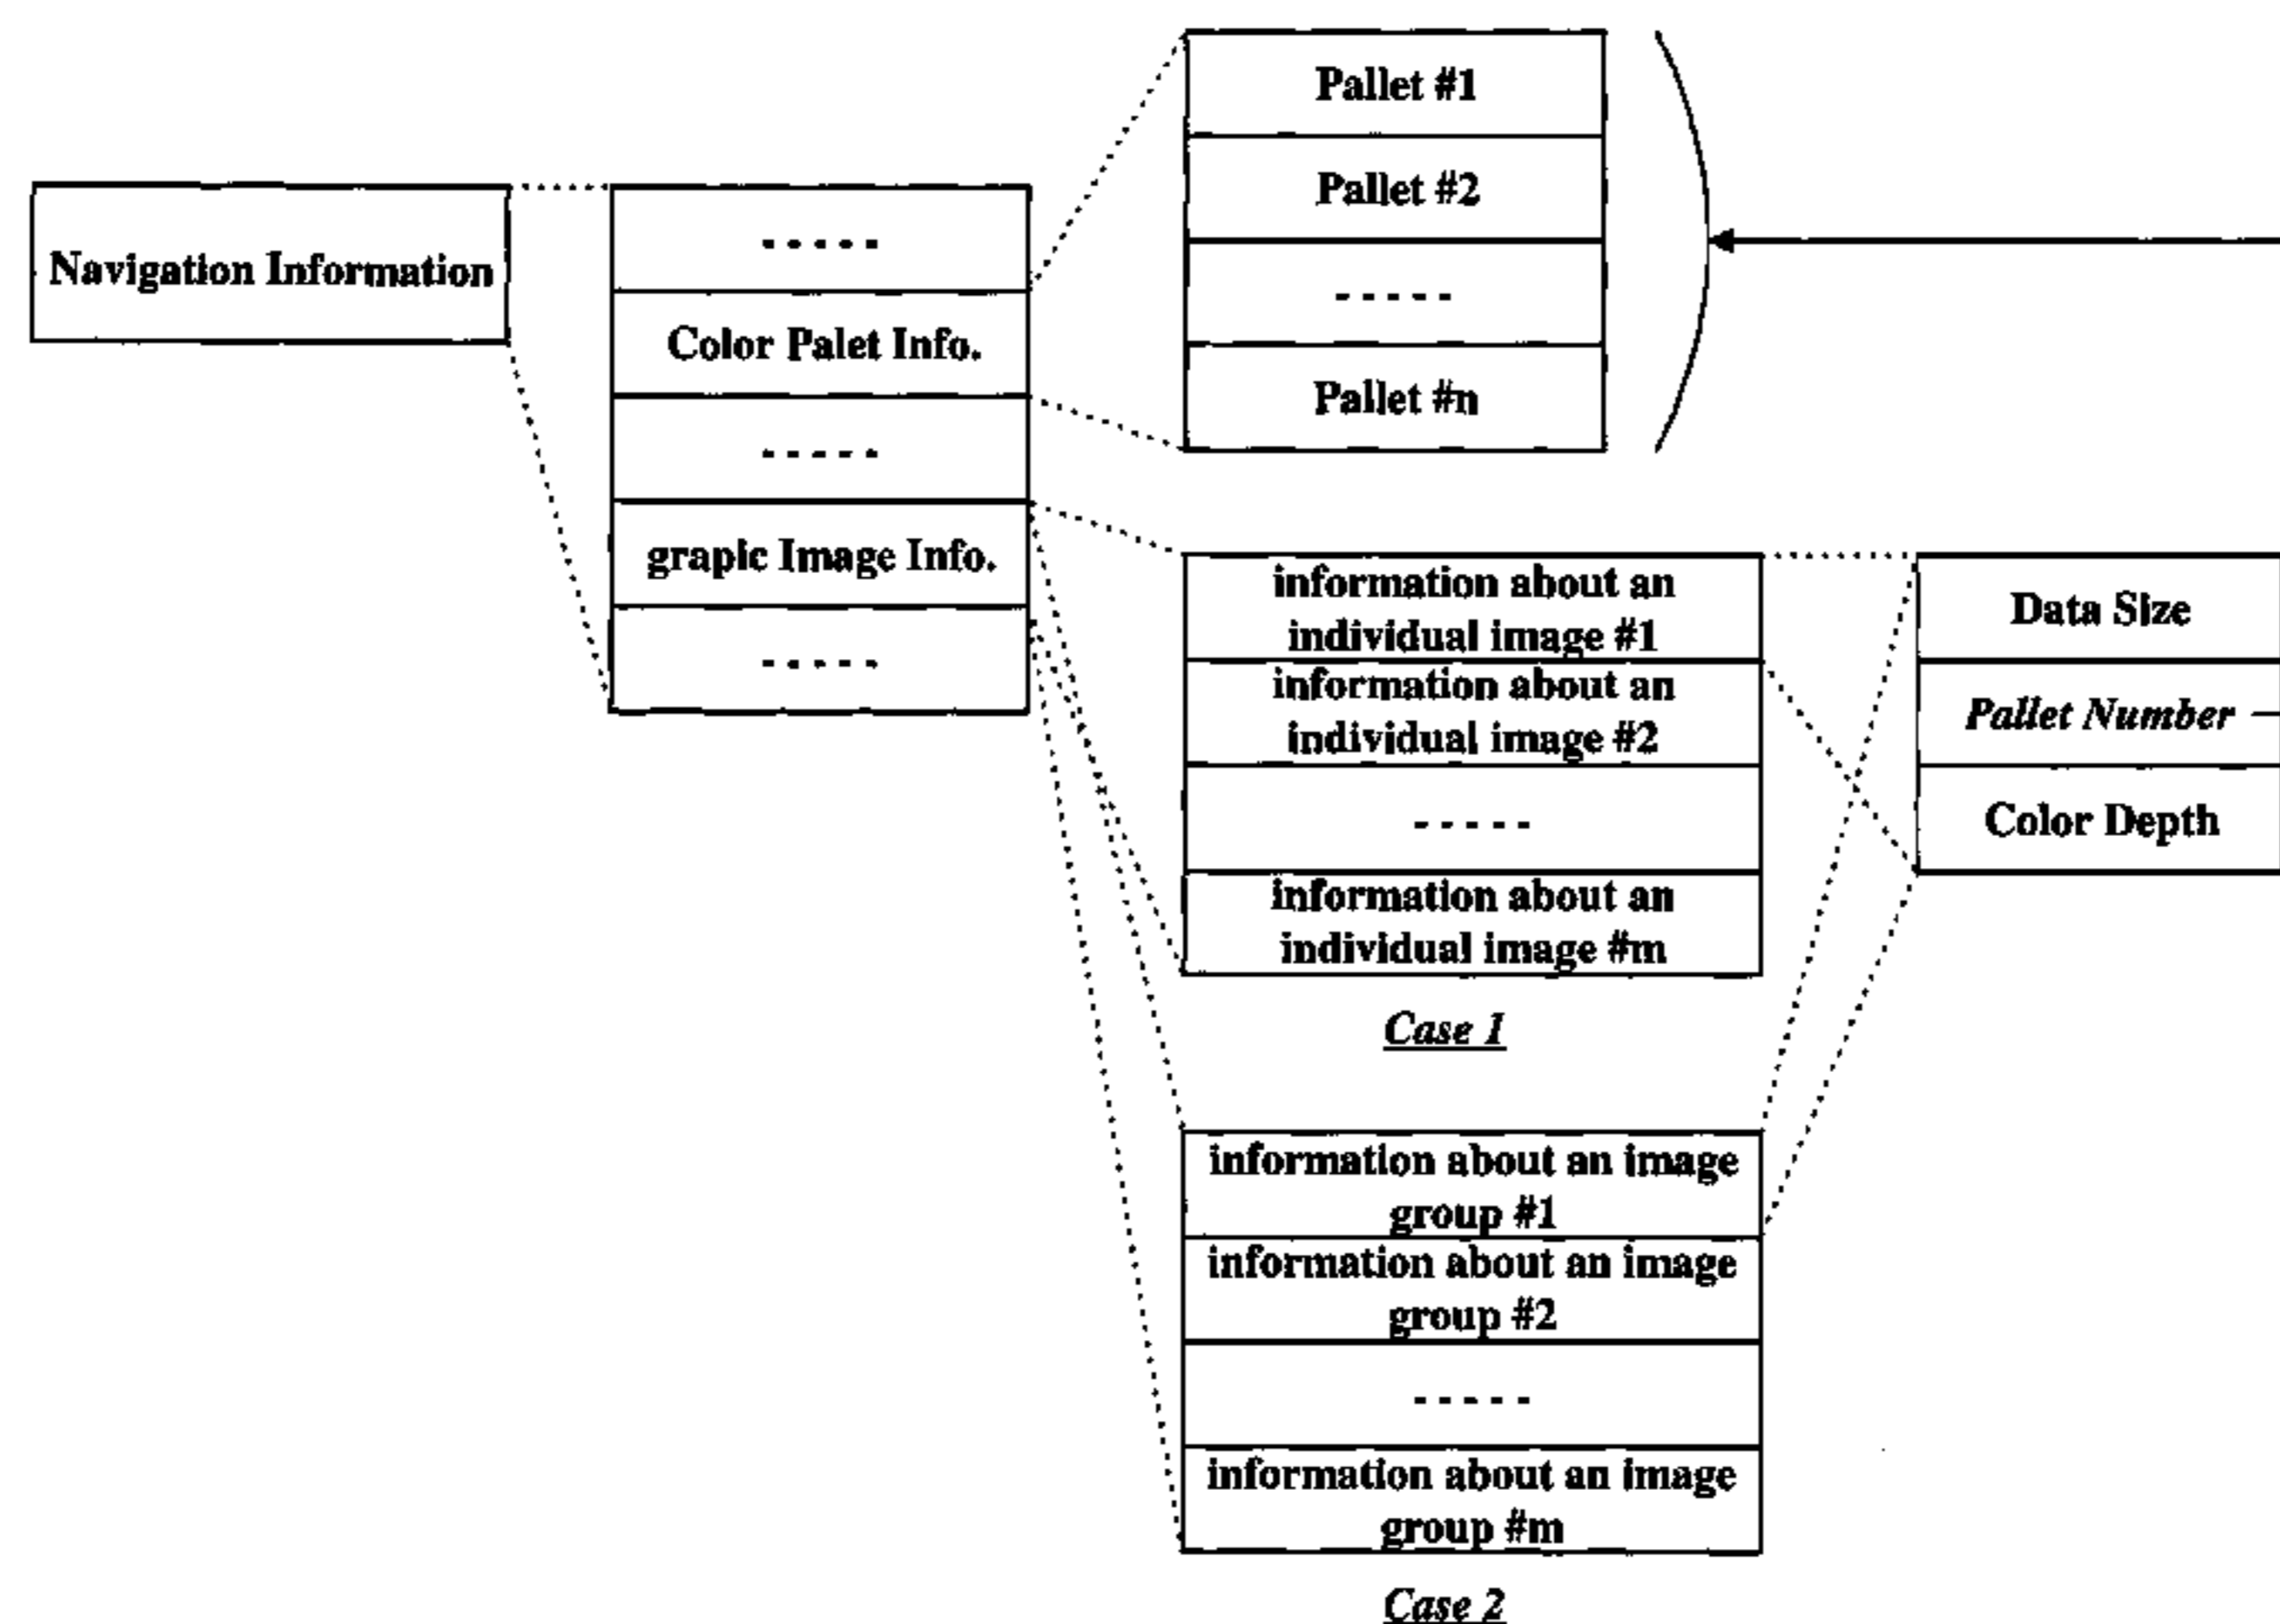 Navigation Information
- - - - -
Color Palet Info.
- - - - -
grapic Image Info.
- - - - -
Pallet #1
Pallet #2
- - - - -
Pallet #n
information about an
individual image #1
information about an
individual image #2
- - - - -
information about an
individual image #m
Case 1
Data Size
Pallet Number
Color Depth
information about an image
group #1
information about an image
group #2
- - - - -
information about an image
group #m
Case 2